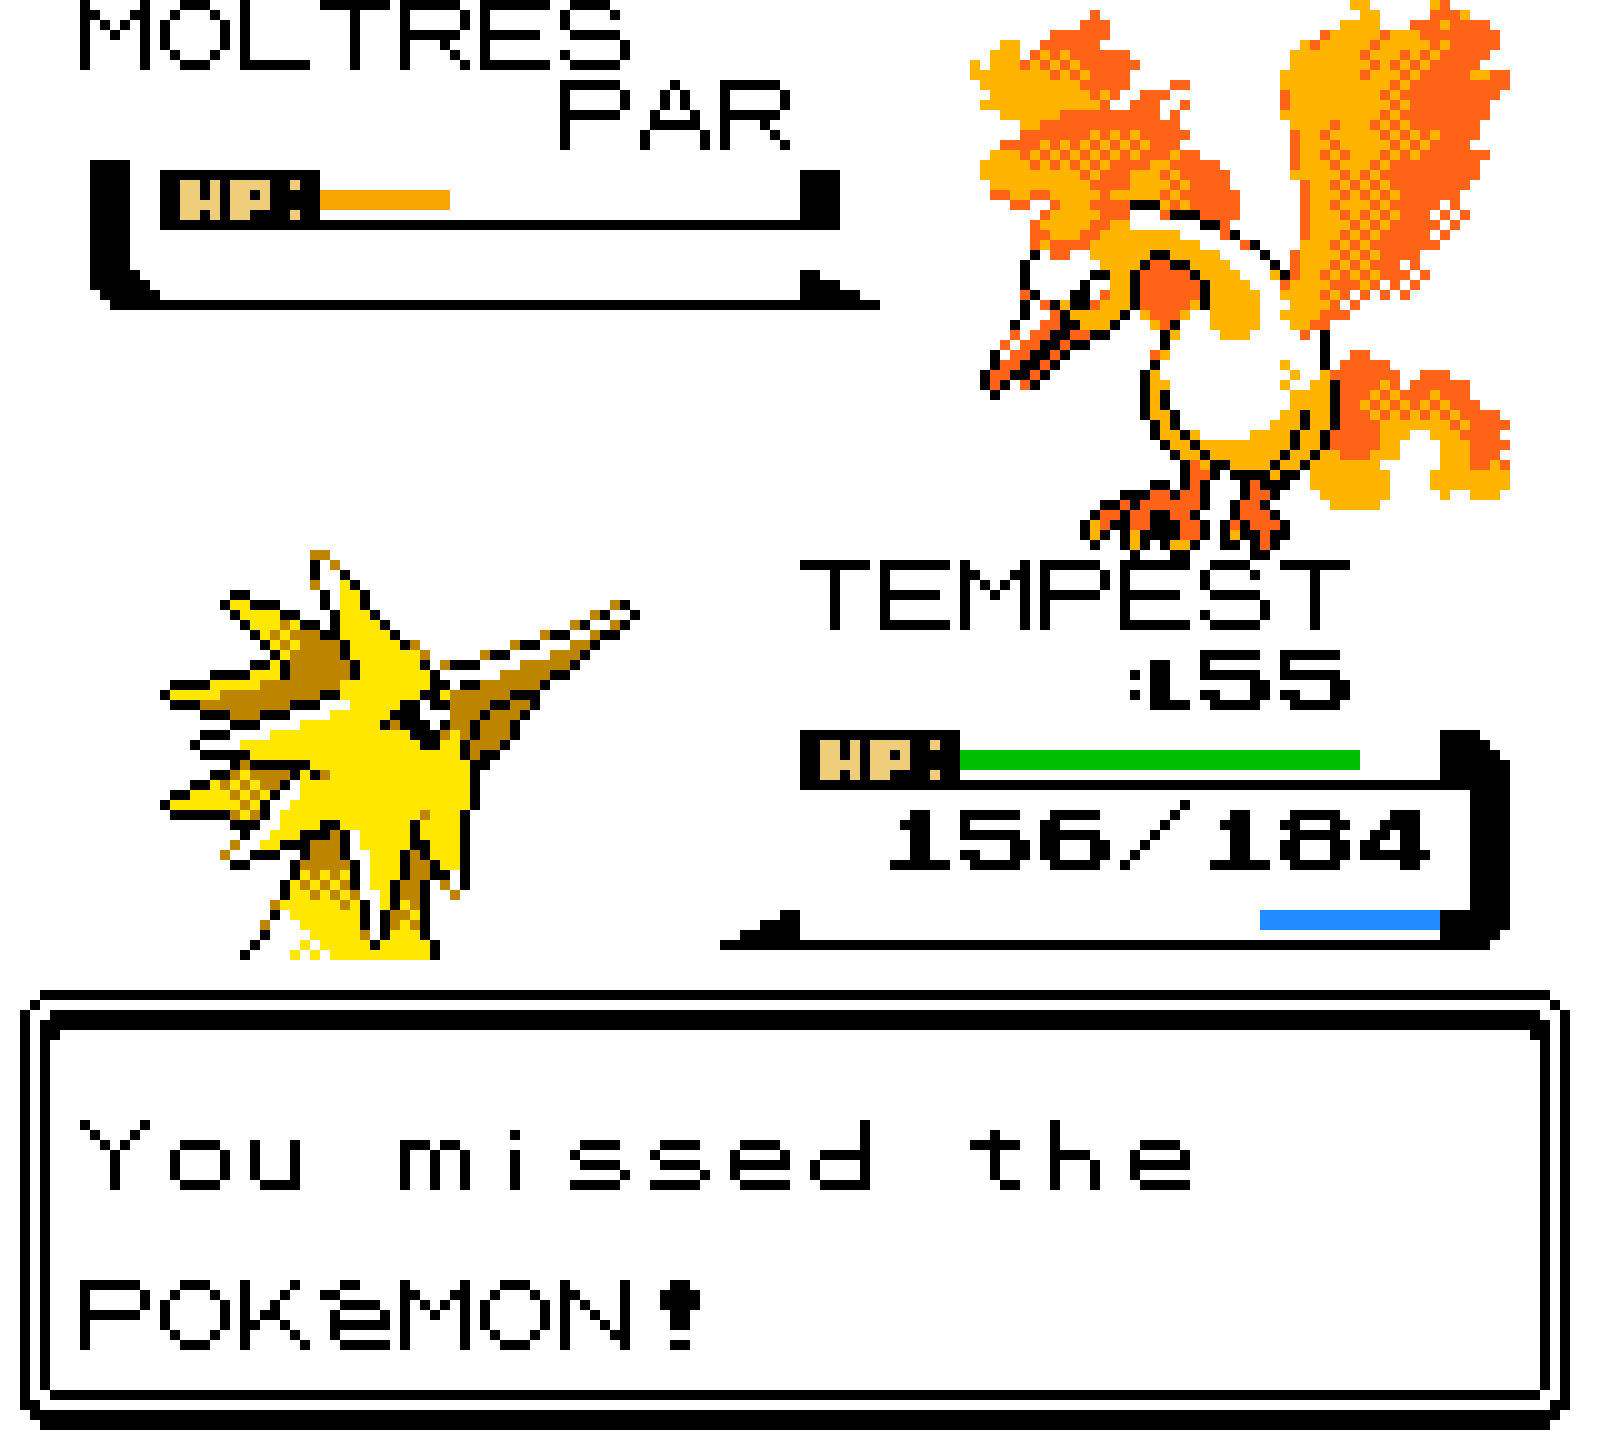 MOLTRES
PAR
HP:
TEMPEST
:L55
HP:
156/184
You missed the
POKéMON!